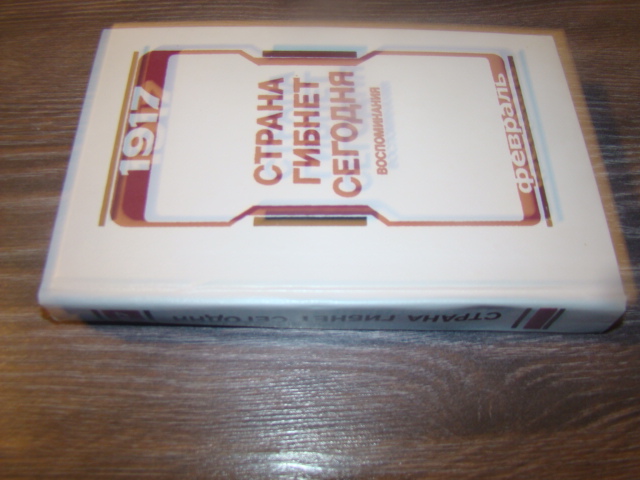 1917
СТРАНА
ГИБНЕТ
СЕГОДНЯ
ВОСПОМИНАНИЯ
февраль
СТРАНА ГИБНЕТ СЕГОДНЯ